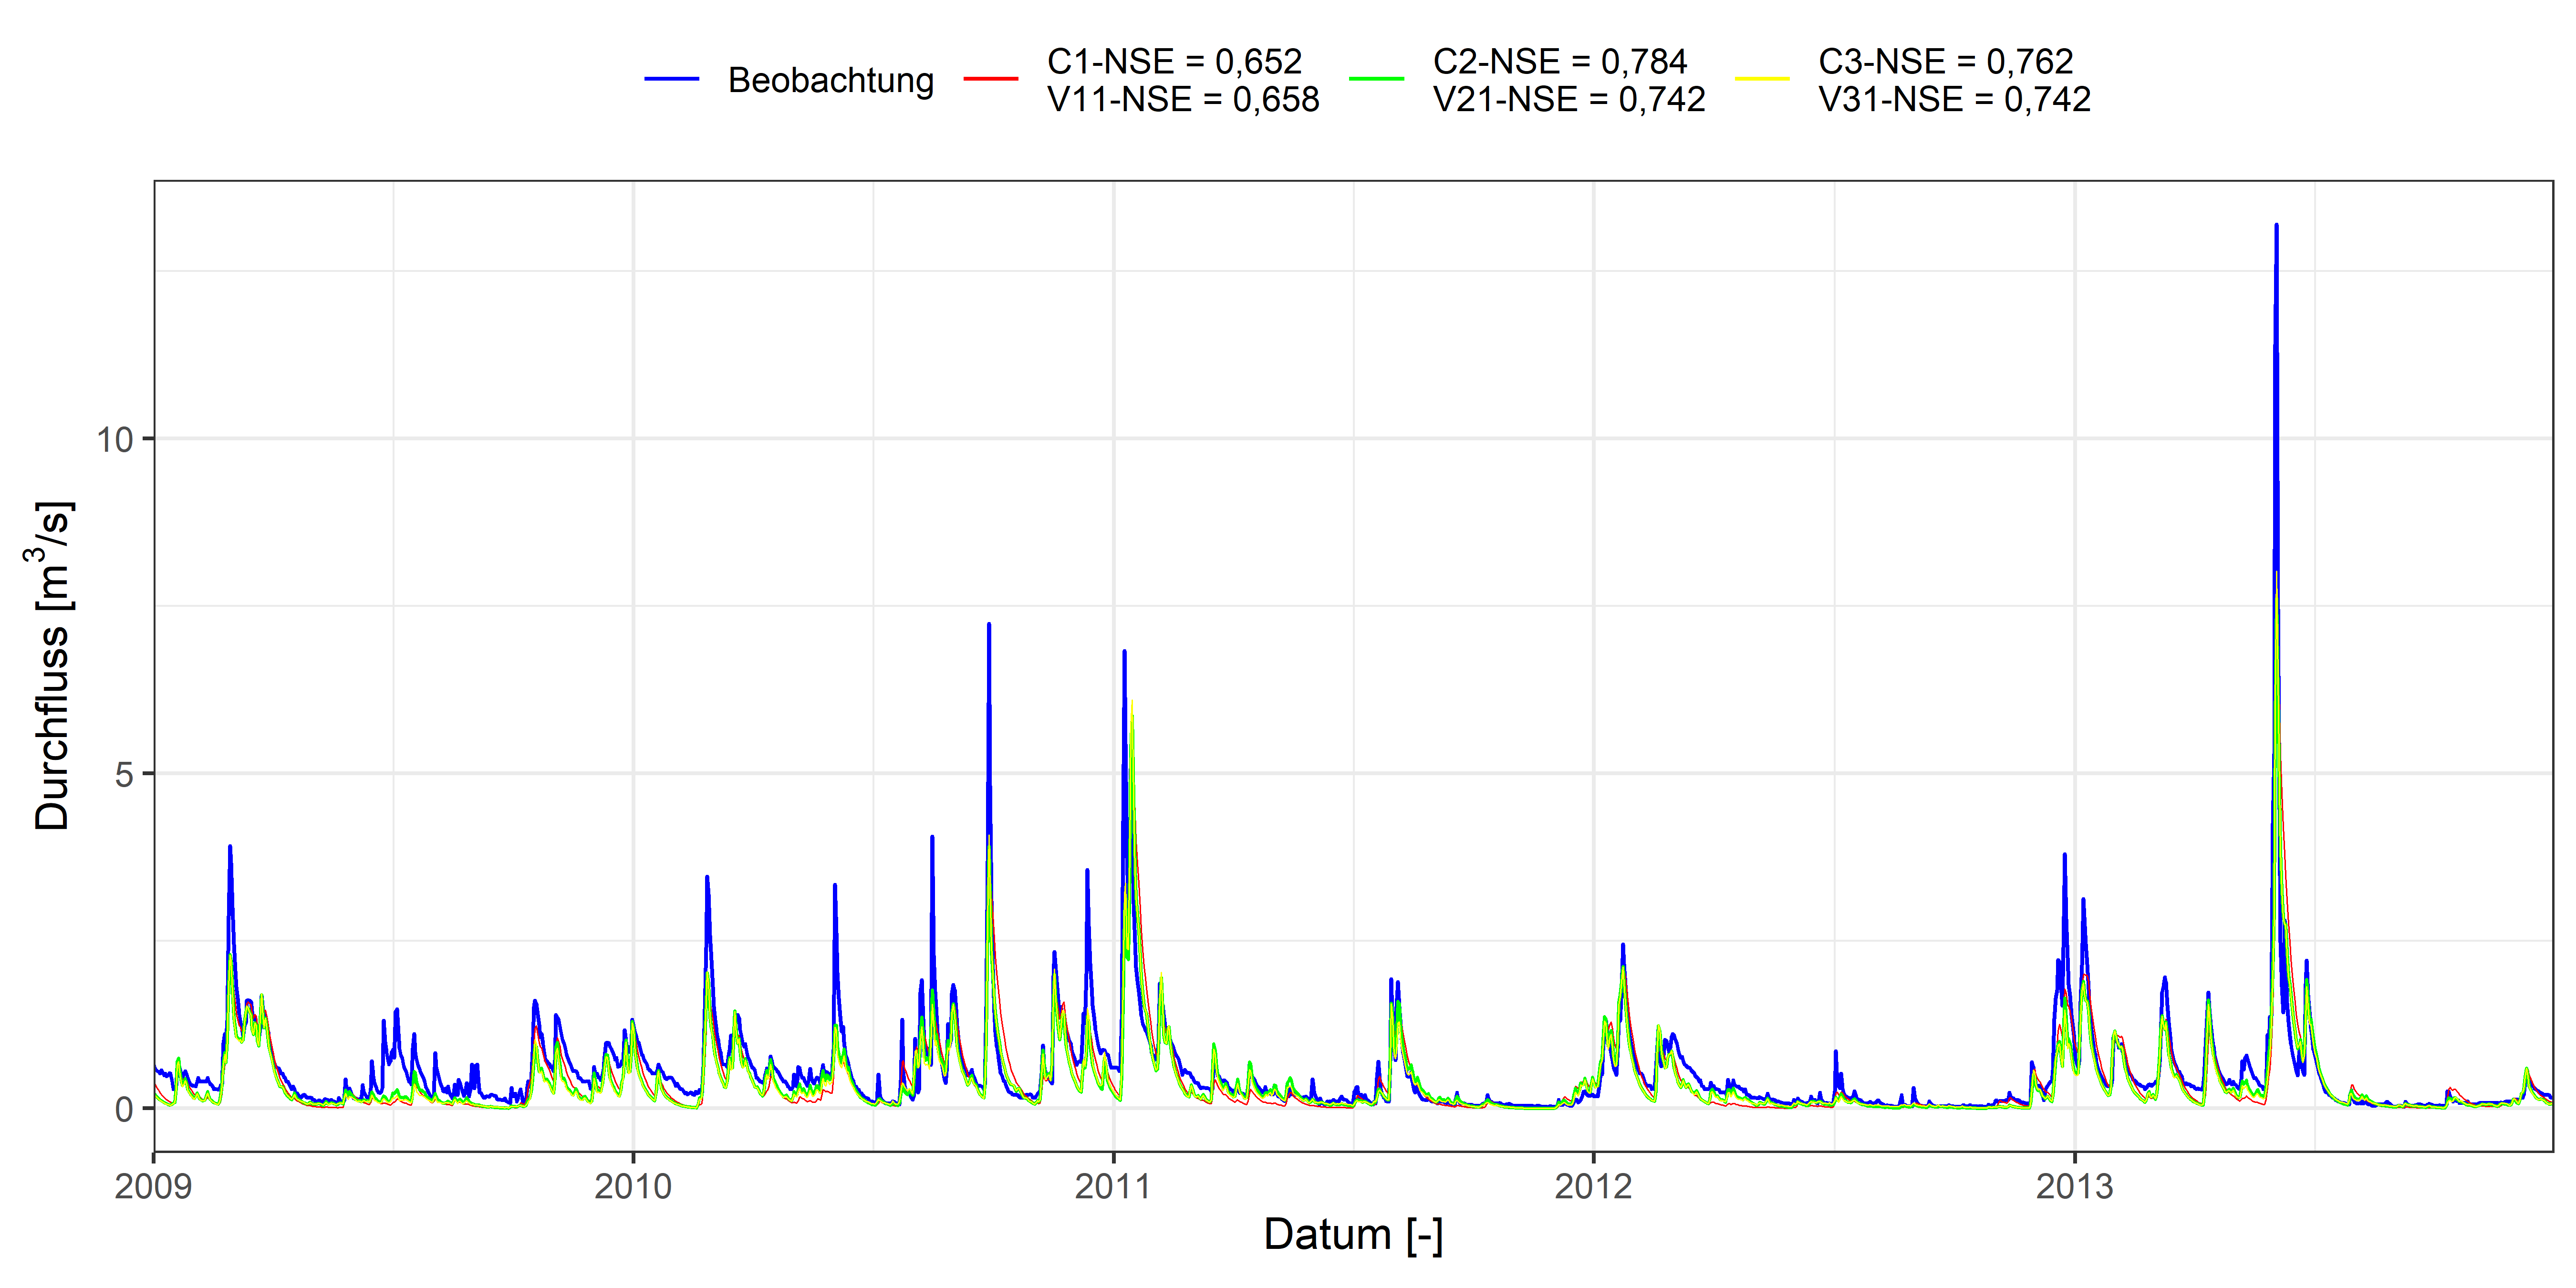 Beobachtung
C1-NSE = 0,652
V11-NSE = 0,658
C2-NSE = 0,784
V21-NSE = 0,742
C3-NSE = 0,762
V31-NSE = 0,742
Durchfluss [m³/s]
10
5
0
2009
2010
2011
2012
2013
Datum [-]